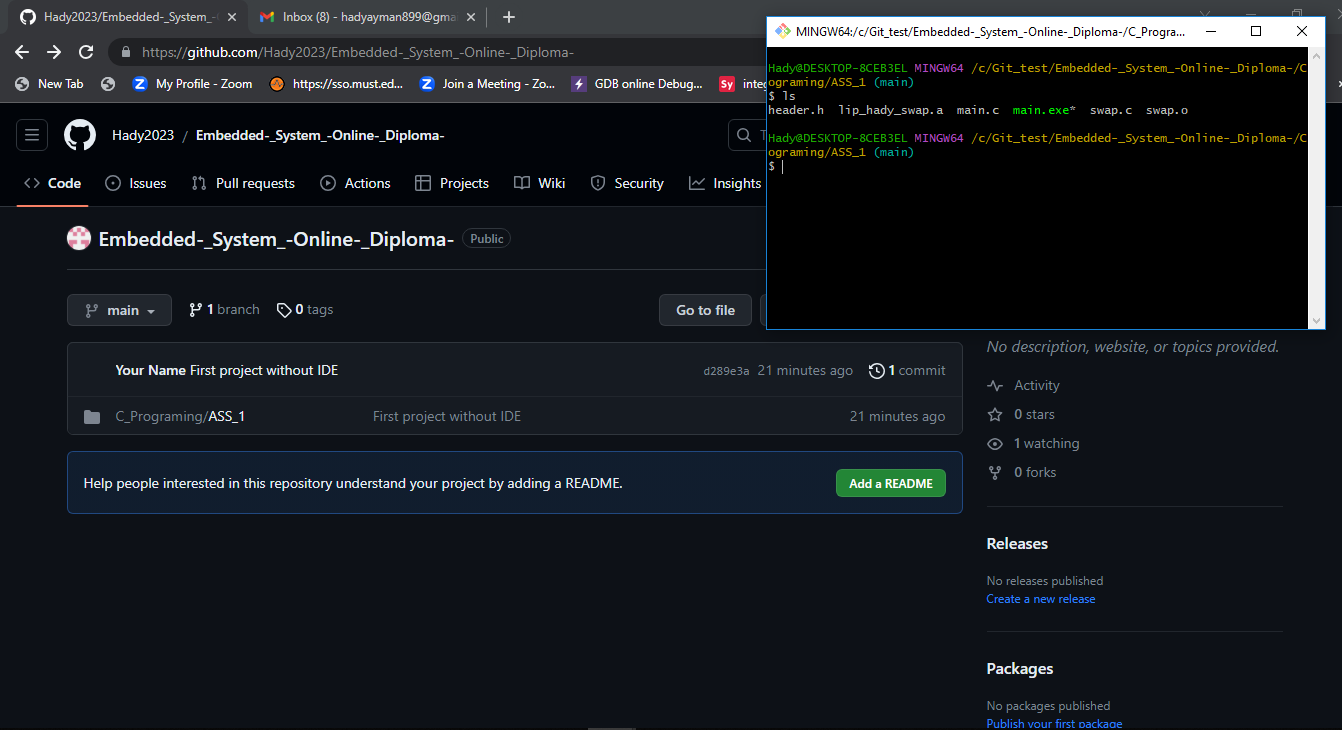 Hady2023/Embedded-_System_-
Inbox (8) - hadyayman899@gma
https://github.com/Hady2023/Embedded-_System_-Online-_Diploma-
New Tab
My Profile - Zoom
https://sso.must.ed...
Join a Meeting - Zo...
GDB online Debug...
Sy
MINGW64:/c/Git_test/Embedded-_System_-Online-_Diploma-/C_Progra...
Hady@DESKTOP-8CEB3EL MINGW64 /c/Git_test/Embedded-_System_-Online-_Diploma-/C
ograming/ASS_1 (main)
$ ls
header.h lip_hady_swap.a main.c main.exe* swap.c swap.o
Hady@DESKTOP-8CEB3EL MINGW64 /c/Git_test/Embedded-_System_-Online-_Diploma-/C
ograming/ASS_1 (main)
$
Hady2023 / Embedded-_System_-Online-_Diploma-
Code
Issues
Pull requests
Actions
Projects
Wiki
Security
Insights
Embedded-_System_-Online-_Diploma-
Public
main
1 branch
0 tags
Go to file
Your Name First project without IDE
d289e3a 21 minutes ago
1 commit
C_Programing/ASS_1
First project without IDE
21 minutes ago
Help people interested in this repository understand your project by adding a README.
Add a README
No description, website, or topics provided.
Activity
0 stars
1 watching
0 forks
Releases
No releases published
Create a new release
Packages
No packages published
Publish your first package